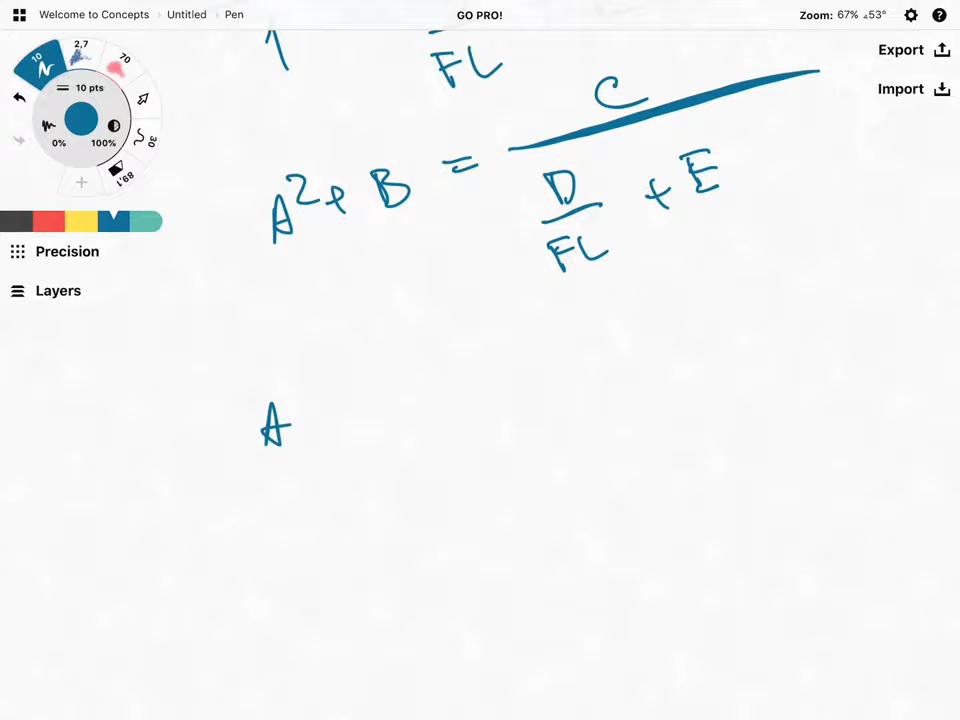 Welcome to Concepts Untitled Pen GO PRO! Zoom: 67% ⦟53°
Export
Import
10
2,7
70
10 pts
0% 100%
30
89,1
Precision
Layers
1
FL
A² + B = C
D
FL
+ E
A